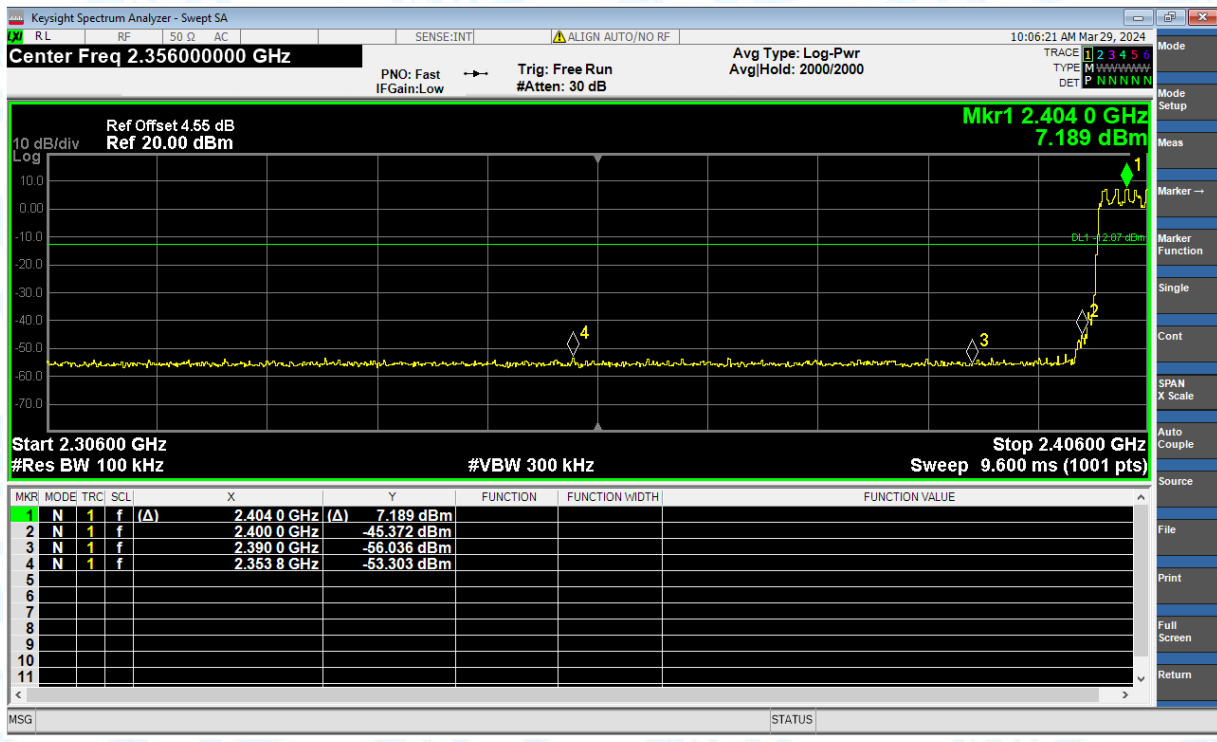 Keysight Spectrum Analyzer - Swept SA
LXI RL RF 50 Ω AC SENSE:INT ALIGN AUTO/NO RF 10:06:21 AM Mar 29, 2024
Center Freq 2.356000000 GHz
PNO: Fast
IFGain:Low
Trig: Free Run
#Atten: 30 dB
Avg Type: Log-Pwr
Avg|Hold: 2000/2000
TRACE 1 2 3 4 5 6
TYPE M WWWWW
DET P N N N N N
Mkr1 2.404 0 GHz
7.189 dBm
Ref Offset 4.55 dB
Ref 20.00 dBm
10 dB/div
Log
10.0
0.00
-10.0
-20.0
-30.0
-40.0
-50.0
-60.0
-70.0
1
2
3
4
Start 2.30600 GHz
Stop 2.40600 GHz
#Res BW 100 kHz
#VBW 300 kHz
Sweep 9.600 ms (1001 pts)
MKR MODE TRC SCL X Y FUNCTION FUNCTION WIDTH FUNCTION VALUE
1 N 1 f (Δ) 2.404 0 GHz (Δ) 7.189 dBm
2 N 1 f 2.400 0 GHz -45.372 dBm
3 N 1 f 2.390 0 GHz -56.036 dBm
4 N 1 f 2.353 8 GHz -53.303 dBm
5
6
7
8
9
10
11
MSG
STATUS
Mode
Mode
Setup
Meas
Marker →
Marker
Function
Single
Cont
SPAN
X Scale
Auto
Couple
Source
File
Print
Full
Screen
Return